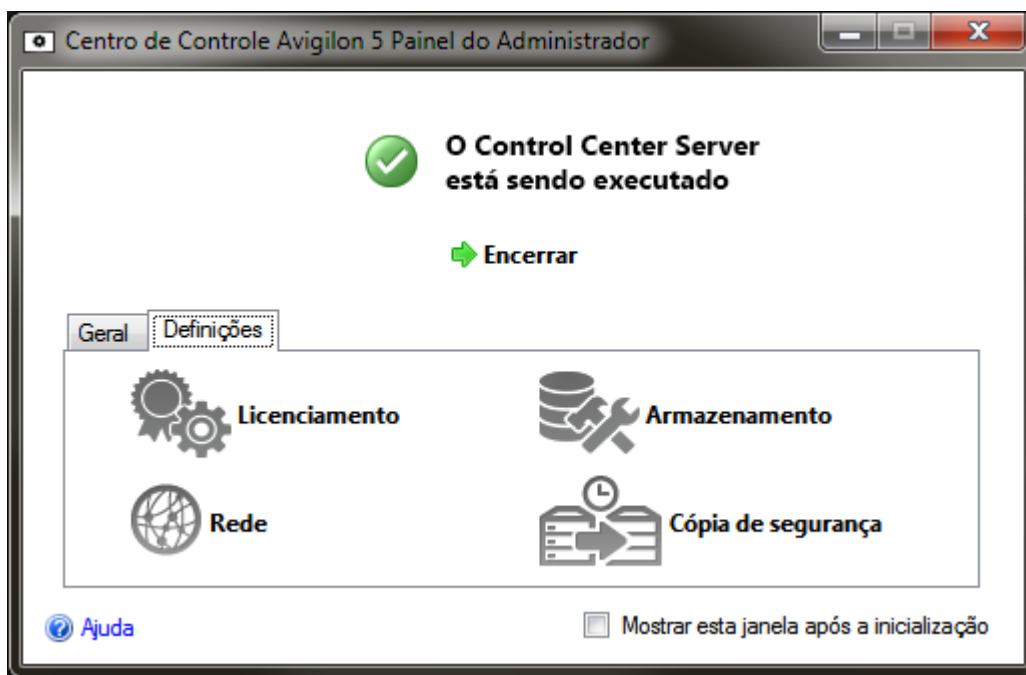 Centro de Controle Avigilon 5 Painel do Administrador
O Control Center Server
está sendo executado
Encerrar
Geral
Definições
Licenciamento
Armazenamento
Rede
Cópia de segurança
Ajuda
Mostrar esta janela após a inicialização